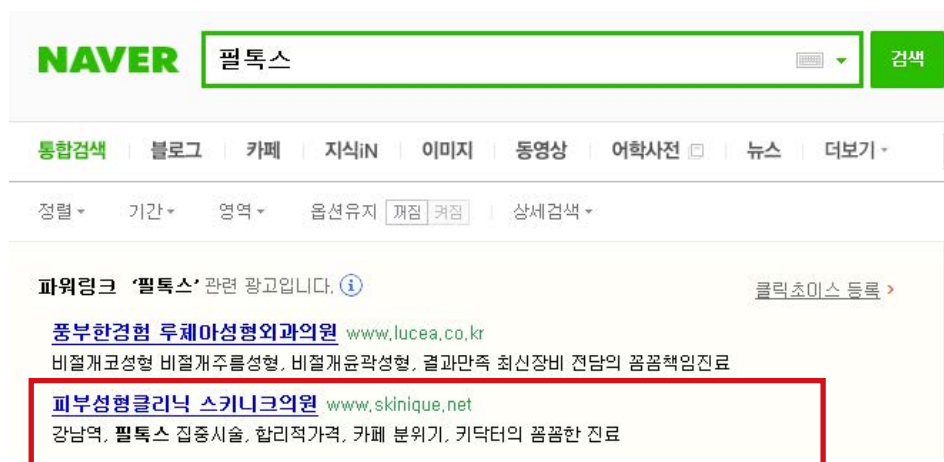 NAVER 필톡스 검색
통합검색 블로그 카페 지식iN 이미지 동영상 어학사전 뉴스 더보기
정렬 기간 영역 옵션유지 꺼짐 켜짐 상세검색
파워링크 '필톡스' 관련 광고입니다. i 클릭초이스 등록 >
풍부한경험 루체아성형외과의원 www.lucea.co.kr
비절개코성형 비절개주름성형, 비절개윤곽성형, 결과만족 최신장비 전담의 꼼꼼책임진료
피부성형클리닉 스키니크의원 www.skinique.net
강남역, 필톡스 집중시술, 합리적가격, 카페 분위기, 키닥터의 꼼꼼한 진료